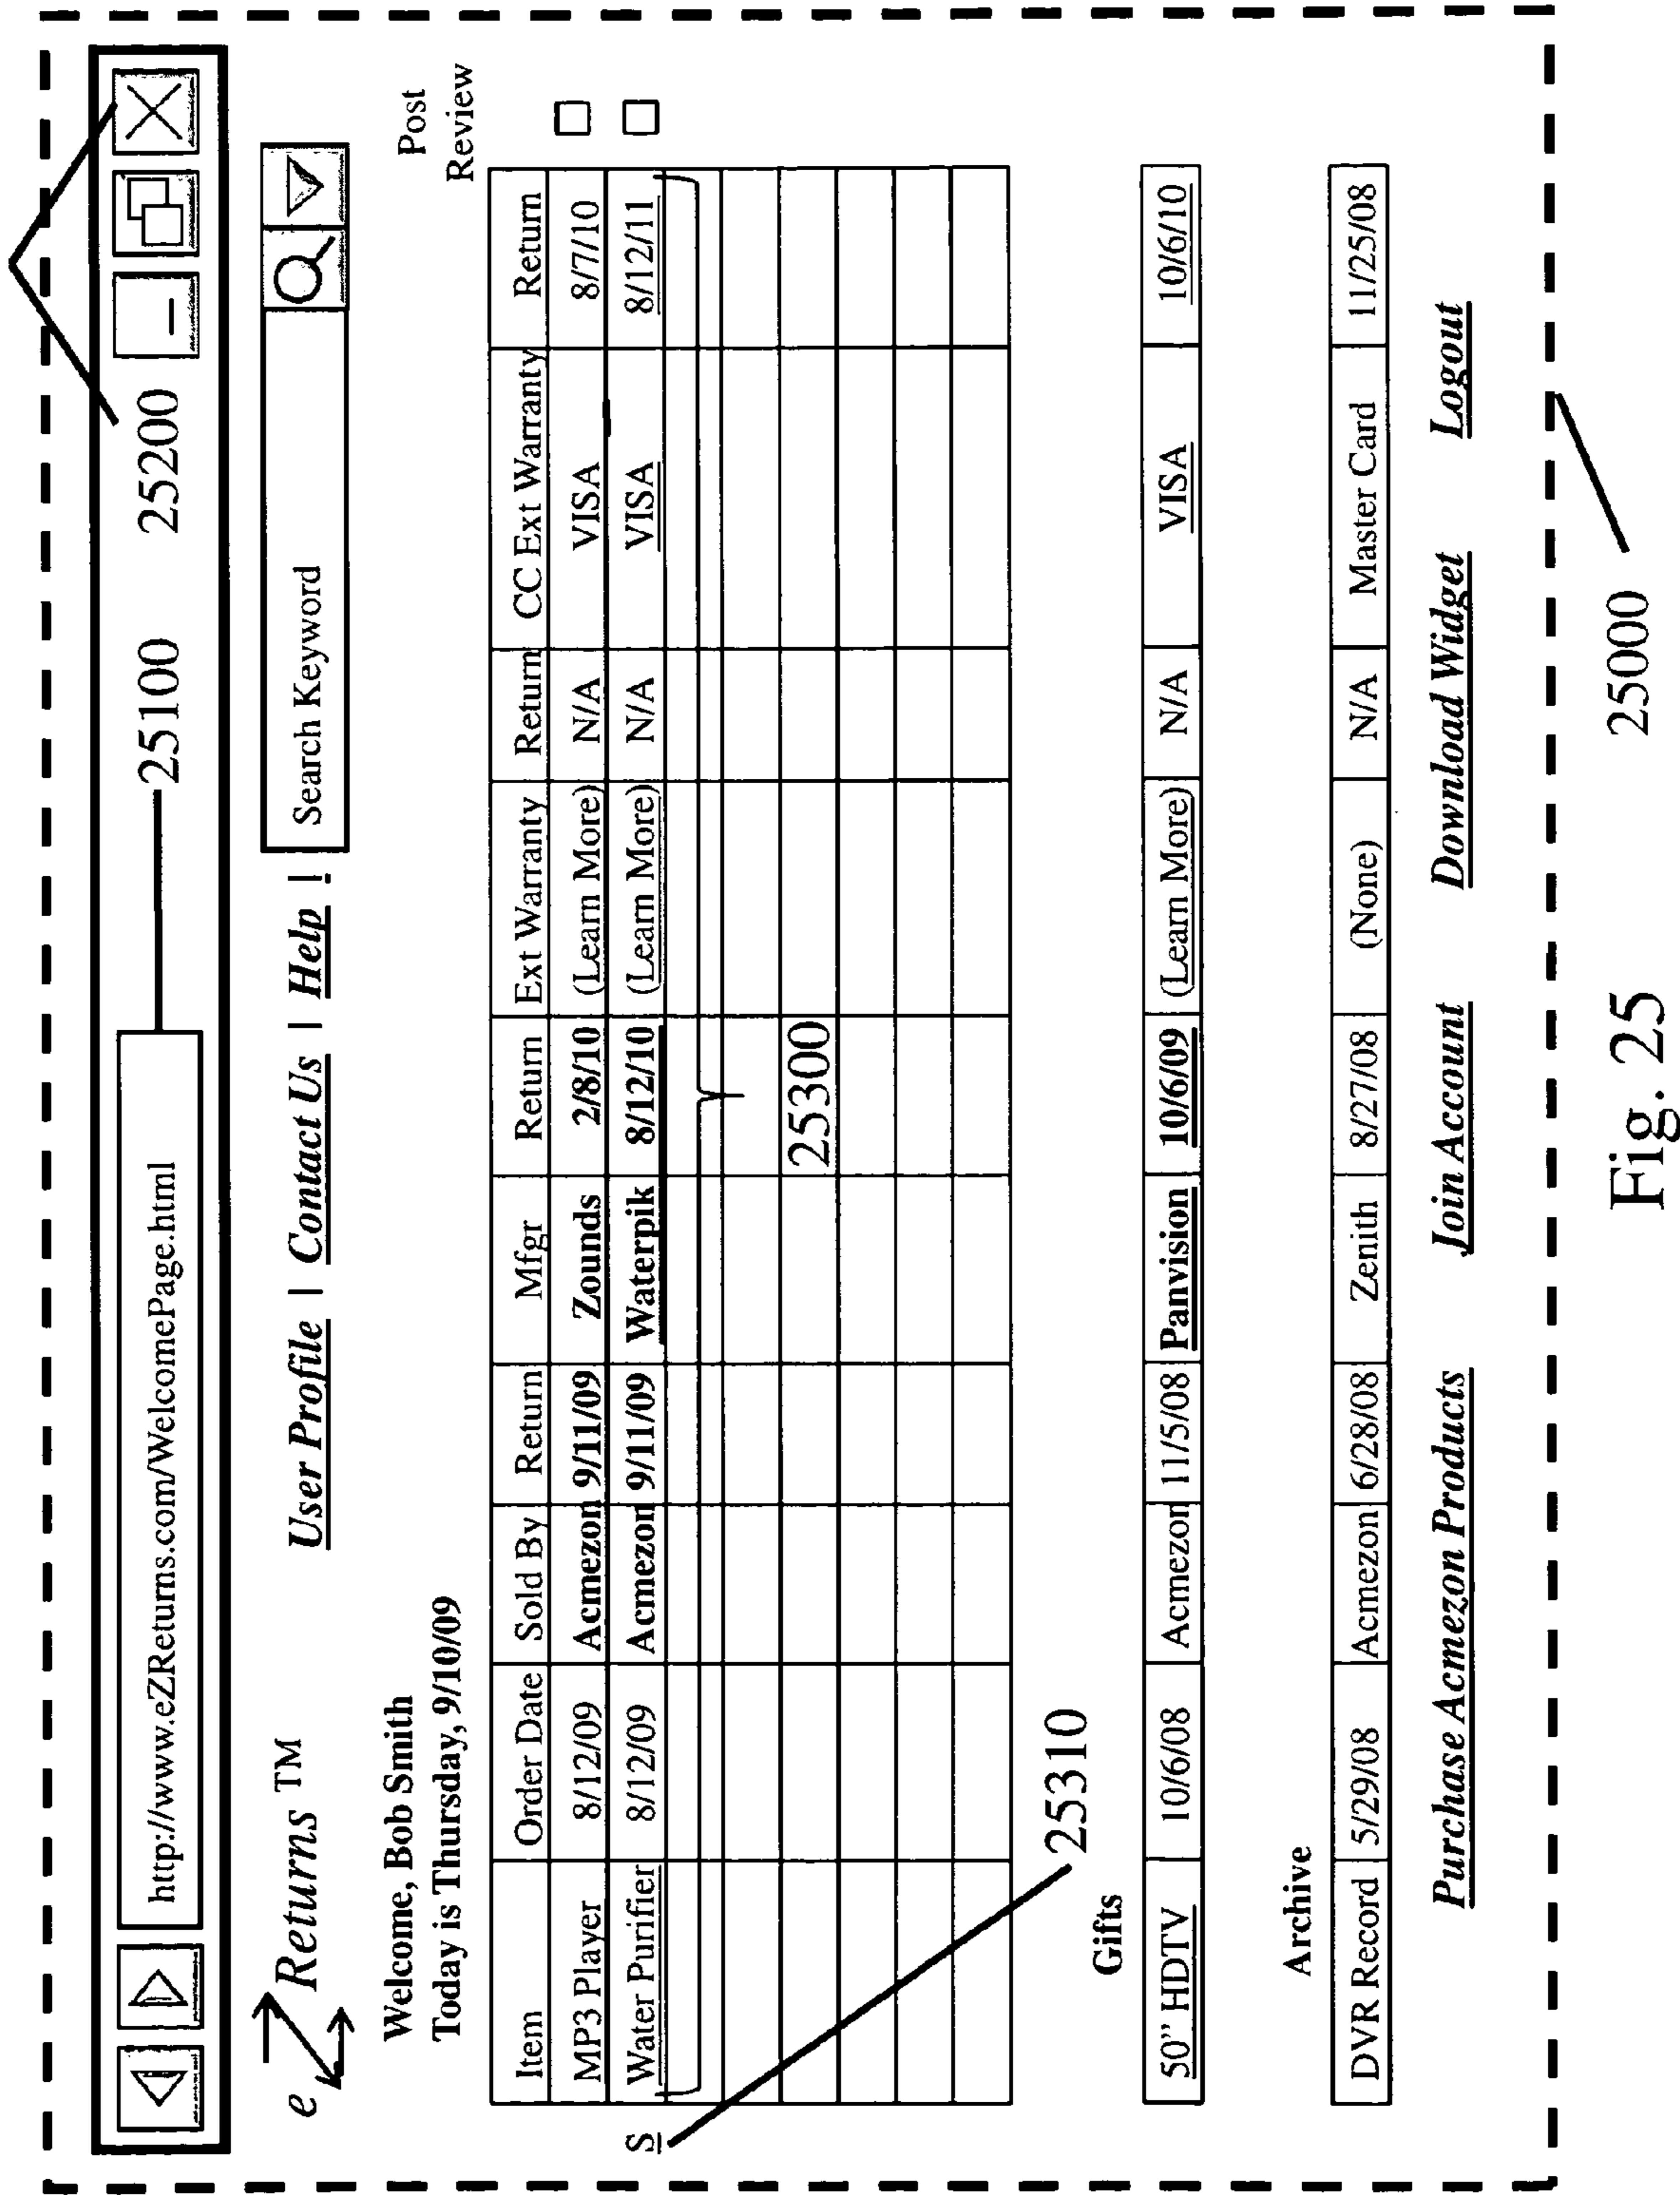 http://www.eZReturns.com/WelcomePage.html 25100 25200
eZ Returns™ User Profile | Contact Us | Help | Search Keyword
Welcome, Bob Smith
Today is Thursday, 9/10/09
Post Review
Item Order Date Sold By Return Mfgr Return Ext Warranty Return CC Ext Warranty Return
MP3 Player 8/12/09 Acmezon 9/11/09 Zounds 2/8/10 (Learn More) N/A VISA 8/7/10
S Water Purifier 8/12/09 Acmezon 9/11/09 Waterpik 8/12/10 (Learn More) N/A VISA 8/12/11
25300
25310
Gifts
50" HDTV 10/6/08 Acmezon 11/5/08 Panvision 10/6/09 (Learn More) N/A VISA 10/6/10
Archive
DVR Record 5/29/08 Acmezon 6/28/08 Zenith 8/27/08 (None) N/A Master Card 11/25/08
Purchase Acmezon Products Join Account Download Widget Logout
25000
Fig. 25